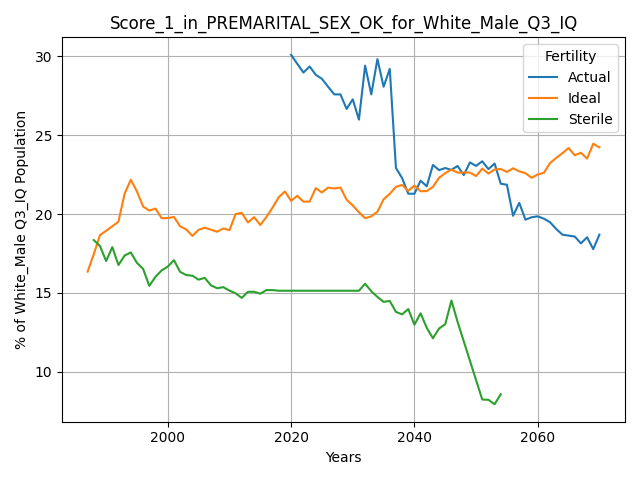 Score_1_in_PREMARITAL_SEX_OK_for_White_Male_Q3_IQ
Fertility
Actual
Ideal
Sterile
% of White_Male Q3_IQ Population
30
25
20
15
10
2000
2020
2040
2060
Years